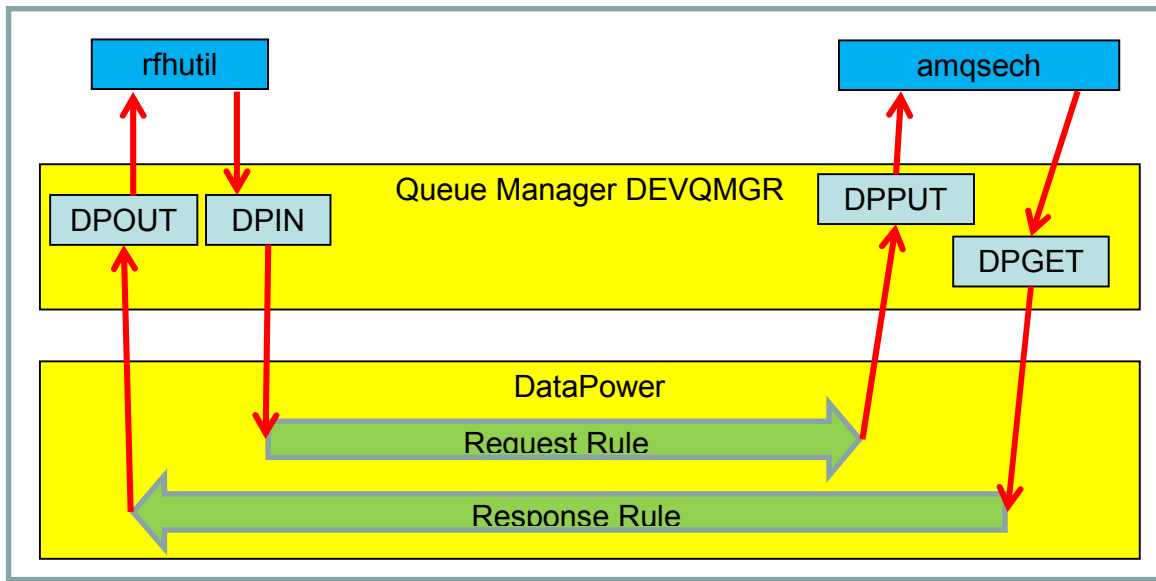 rfhutil
amqsech
Queue Manager DEVQMGR
DPOUT
DPIN
DPPUT
DPGET
DataPower
Request Rule
Response Rule